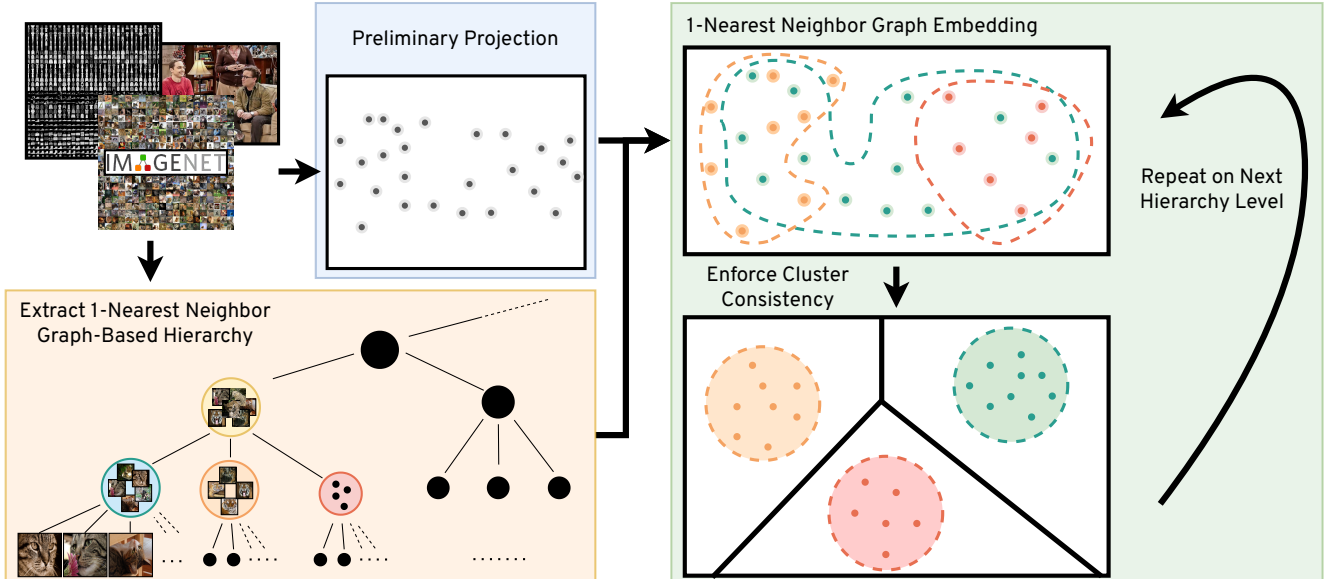 Preliminary Projection
1-Nearest Neighbor Graph Embedding
IMAGENET
Repeat on Next
Hierarchy Level
Enforce Cluster
Consistency
Extract 1-Nearest Neighbor
Graph-Based Hierarchy